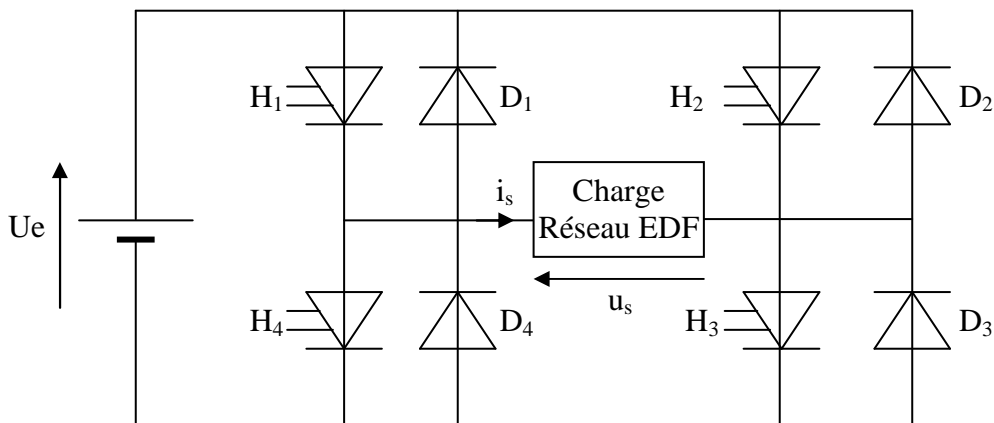 H₁
D₁
H₂
D₂
Ue
iₛ
Charge
Réseau EDF
uₛ
H₄
D₄
H₃
D₃